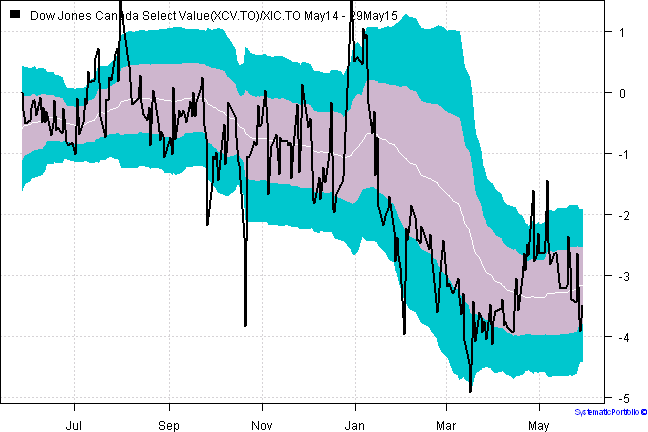 Dow Jones Canada Select Value(XCV.TO)/XIC.TO May14 - 29May15
1
0
-1
-2
-3
-4
-5
Jul Sep Nov Jan Mar May
SystematicPortfolio ©